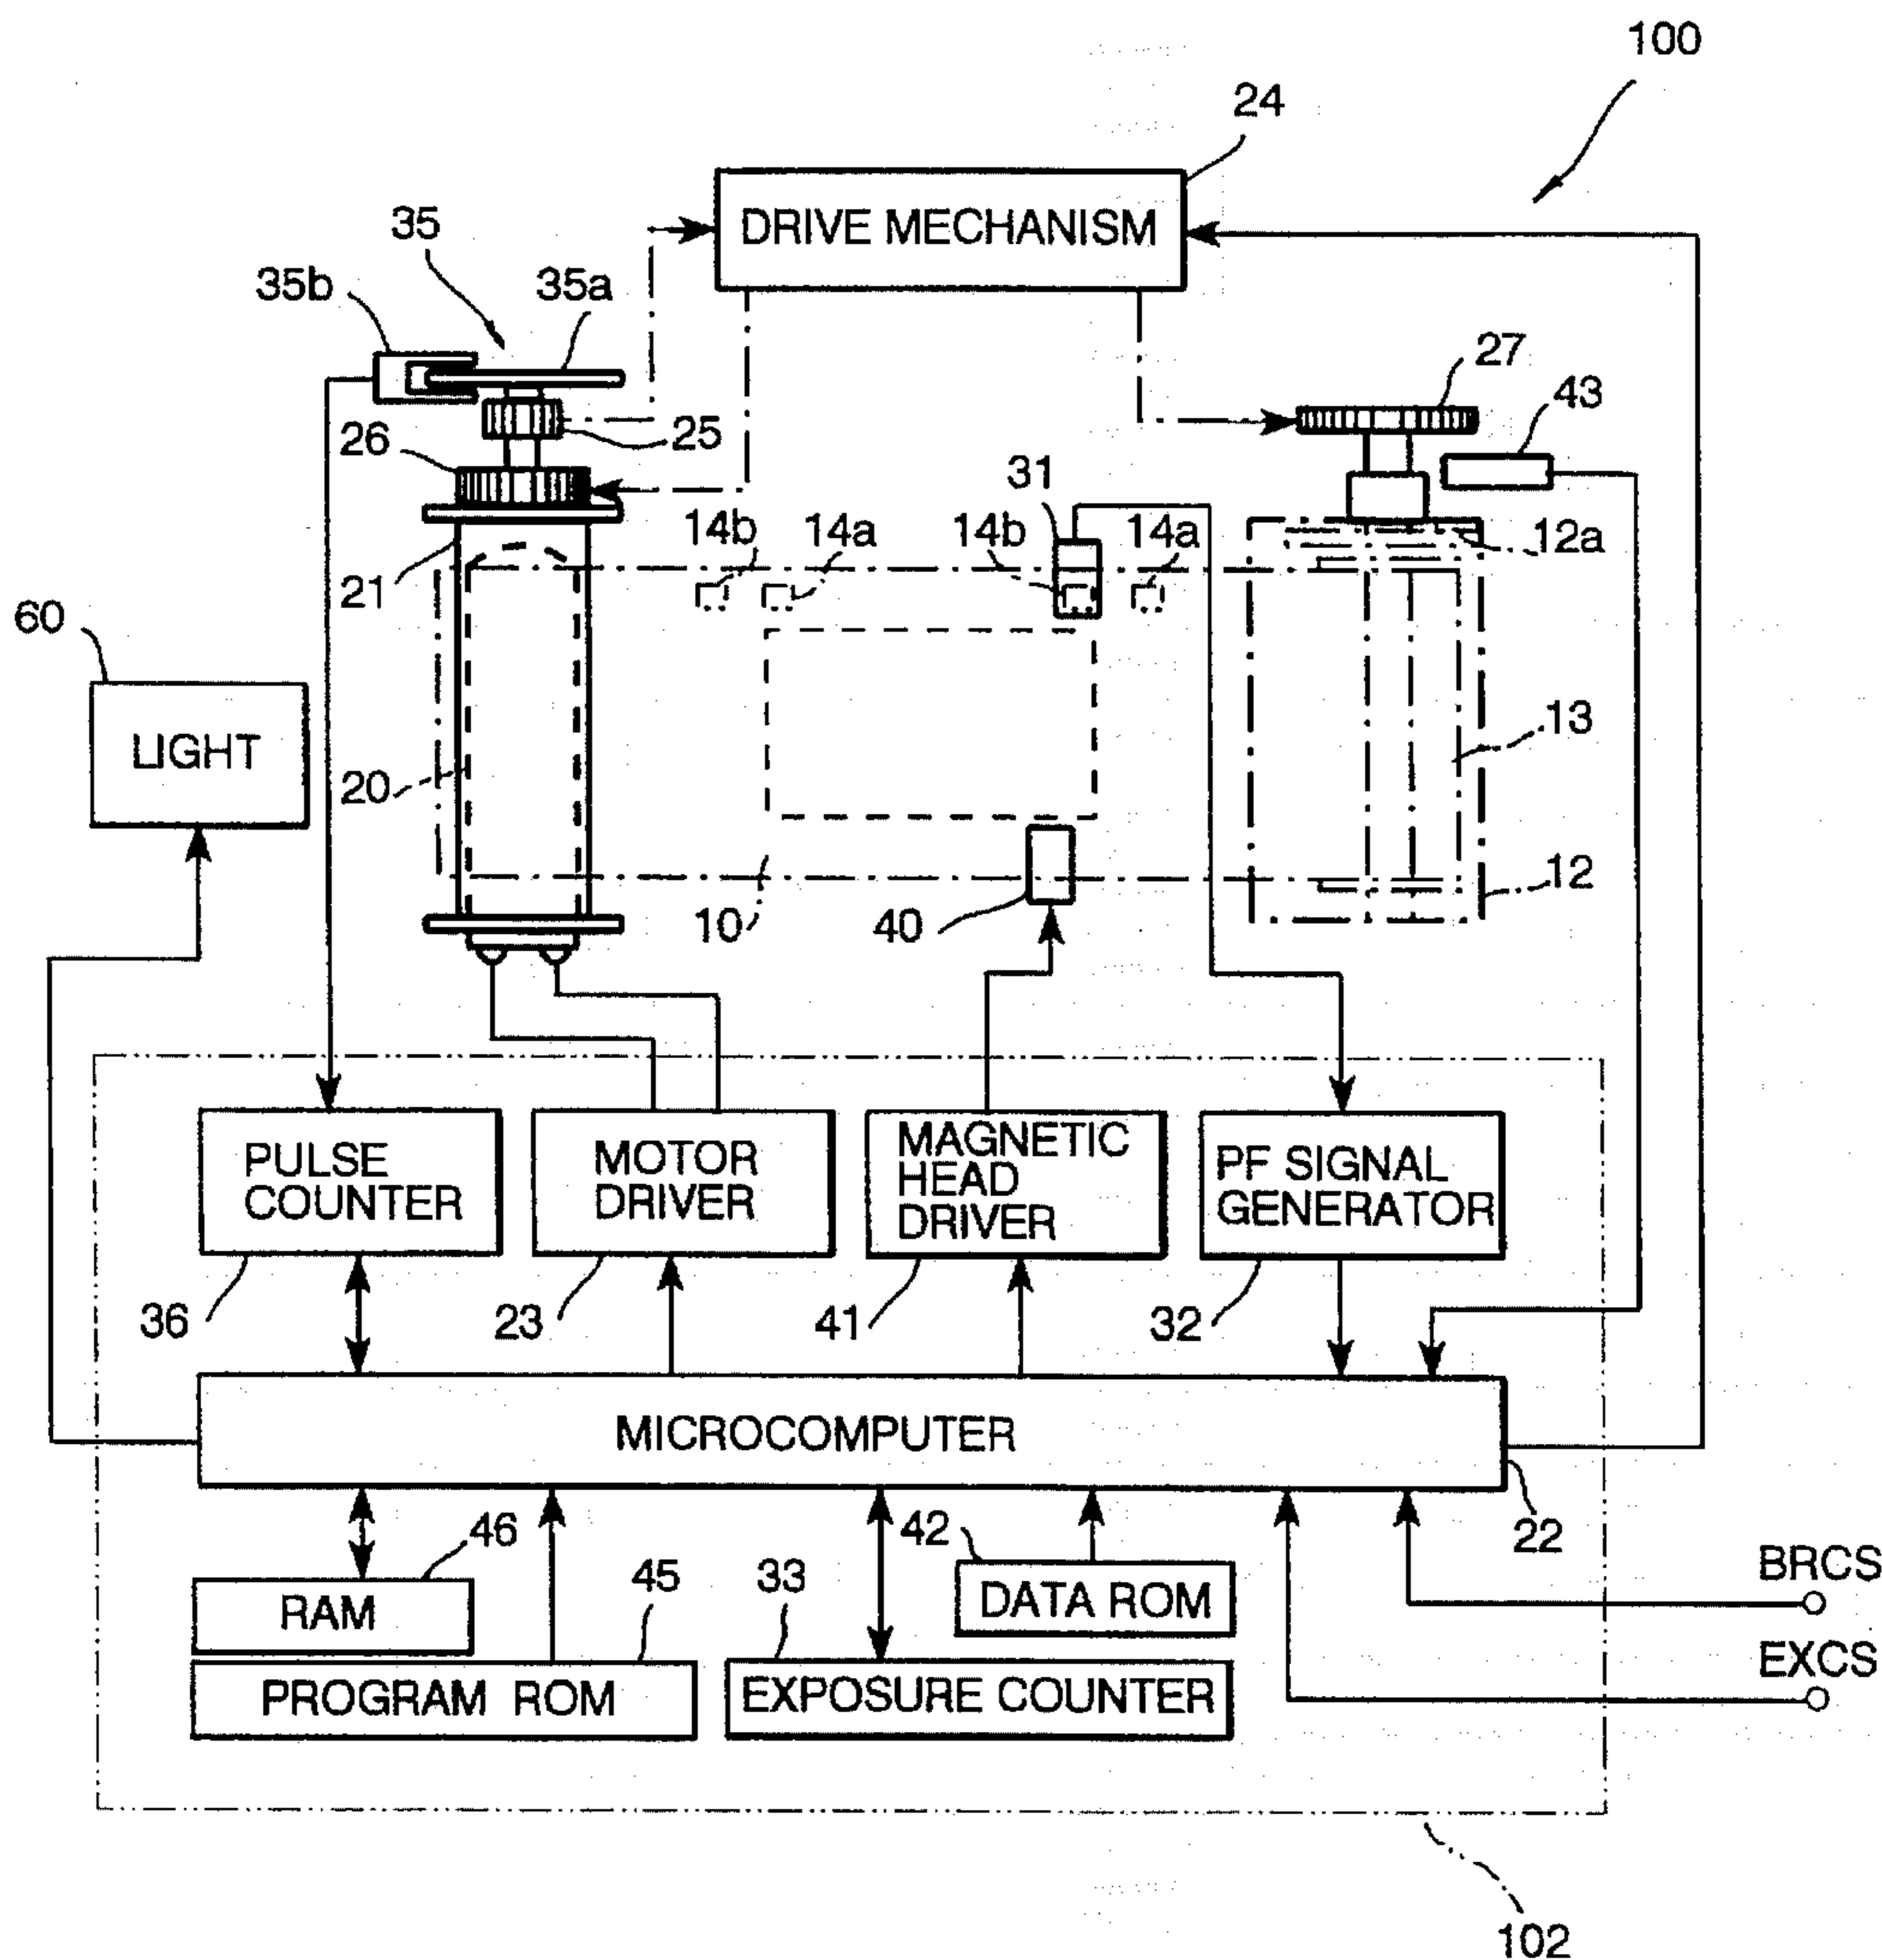 100
24
DRIVE MECHANISM
35
35b
35a
27
43
26
25
31
14b
14a
14b
14a
12a
21
60
LIGHT
20
13
10
40
12
PULSE
COUNTER
MOTOR
DRIVER
MAGNETIC
HEAD
DRIVER
PF SIGNAL
GENERATOR
36
23
41
32
MICROCOMPUTER
46
42
22
RAM
45
33
DATA ROM
BRCS
PROGRAM ROM
EXPOSURE COUNTER
EXCS
102